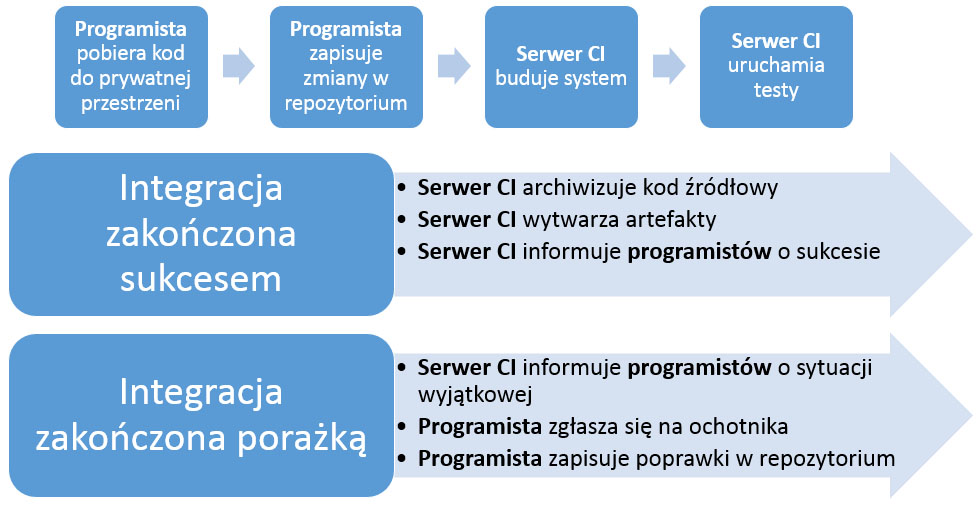 Programista
pobiera kod
do prywatnej
przestrzeni
Programista
zapisuje
zmiany w
repozytorium
Serwer CI
buduje system
Serwer CI
uruchamia
testy
Integracja
zakończona
sukcesem
• Serwer CI archiwizuje kod źródłowy
• Serwer CI wytwarza artefakty
• Serwer CI informuje programistów o sukcesie
Integracja
zakończona porażką
• Serwer CI informuje programistów o sytuacji
wyjątkowej
• Programista zgłasza się na ochotnika
• Programista zapisuje poprawki w repozytorium